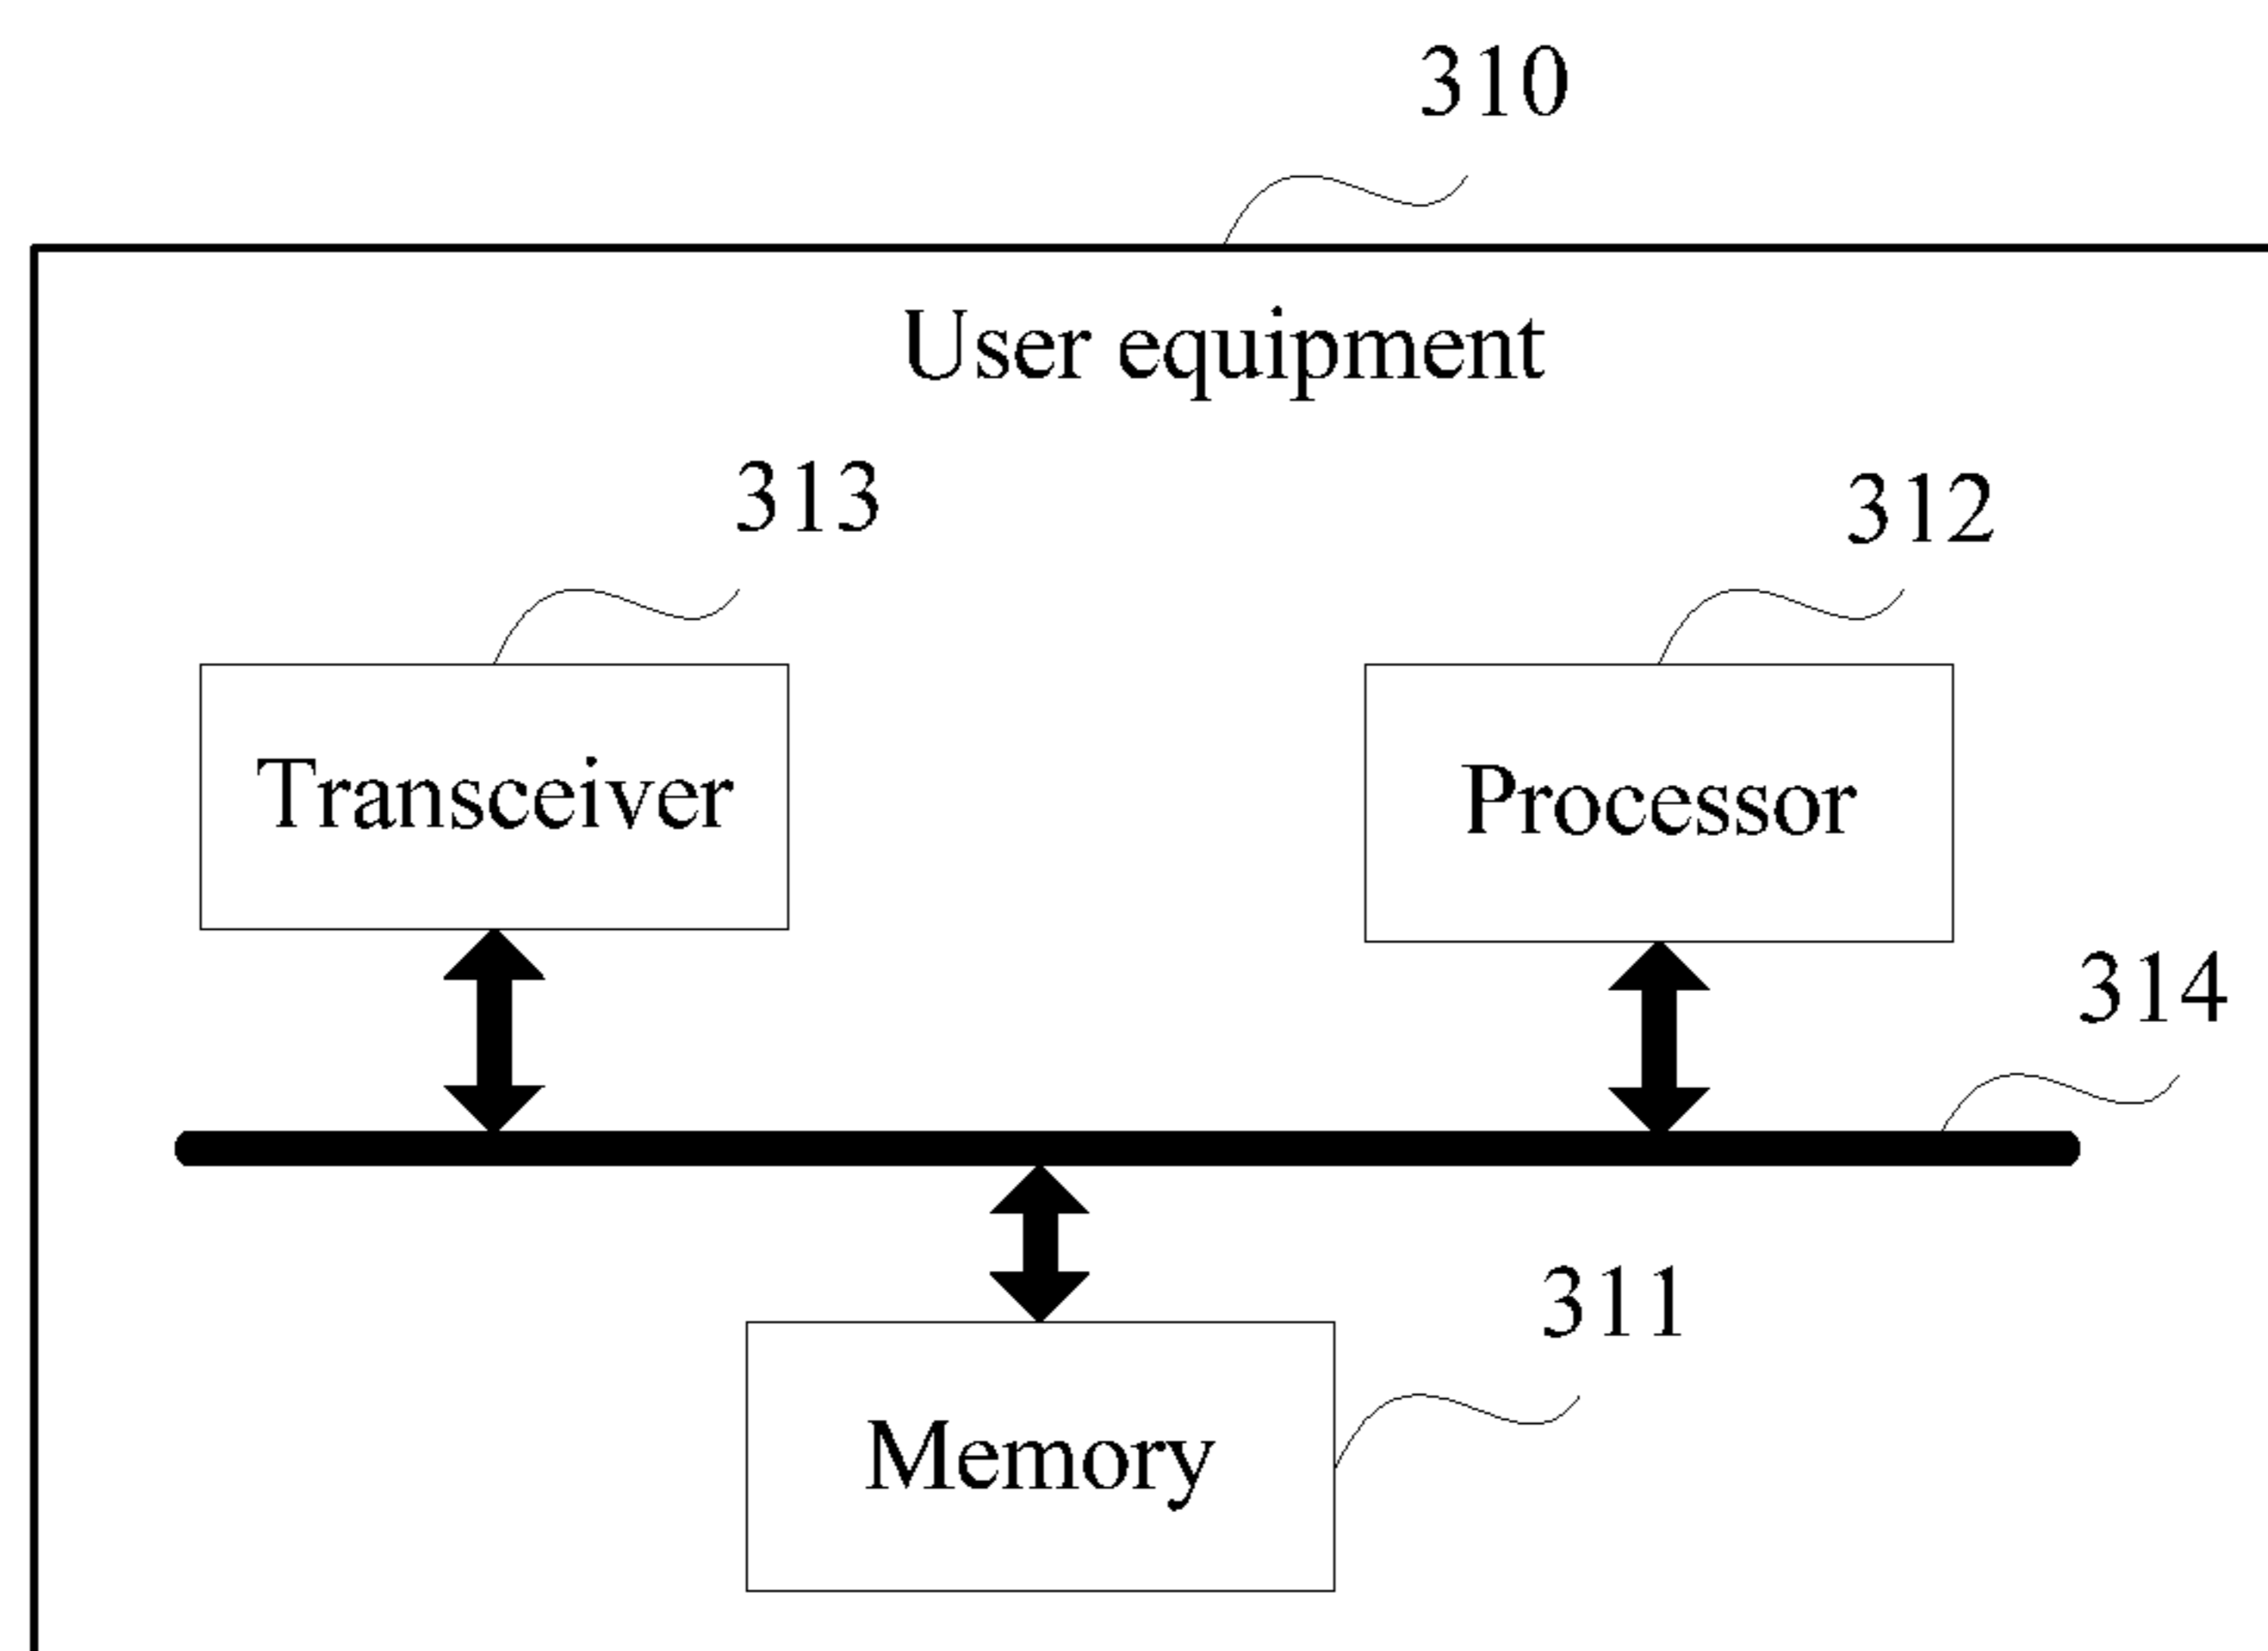 310
User equipment
313
312
Transceiver
Processor
314
311
Memory